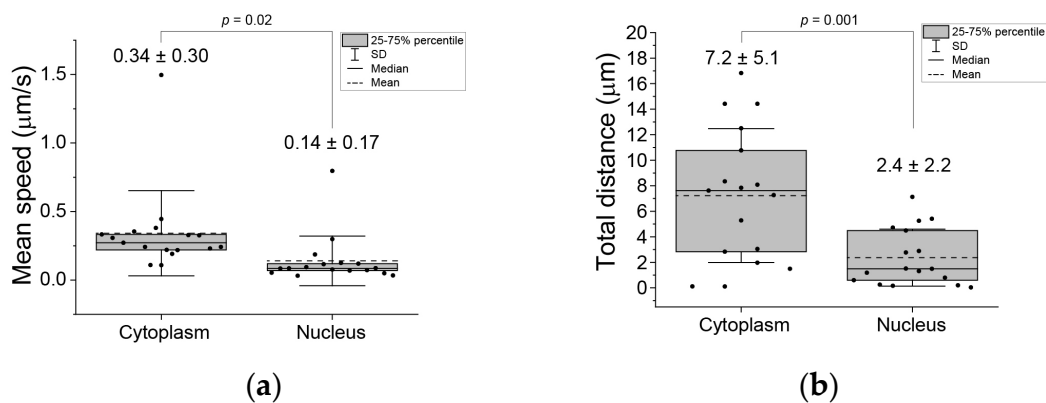 p = 0.02
25-75% percentile
SD
Median
Mean
0.34 ± 0.30
0.14 ± 0.17
Mean speed (μm/s)
1.5
1.0
0.5
0.0
Cytoplasm
Nucleus
(a)
p = 0.001
25-75% percentile
SD
Median
Mean
7.2 ± 5.1
2.4 ± 2.2
Total distance (μm)
20
18
16
14
12
10
8
6
4
2
0
Cytoplasm
Nucleus
(b)